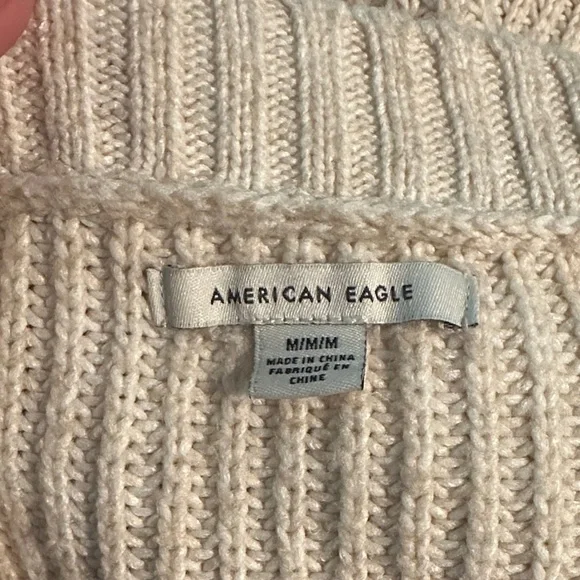 AMERICAN EAGLE
M/M/M
MADE IN CHINA
FABRIQUÉ EN
CHINE